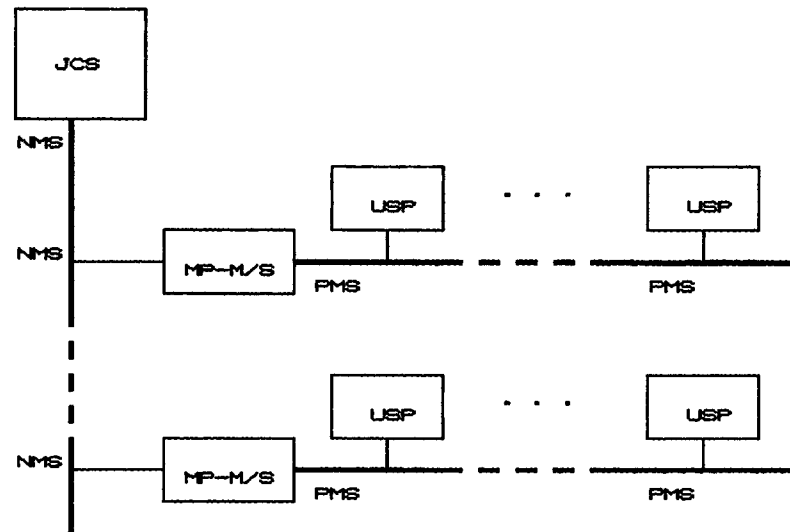 JCS
NMS
USP
. . .
USP
NMS
MP-M/S
PMS
PMS
USP
. . .
USP
NMS
MP-M/S
PMS
PMS